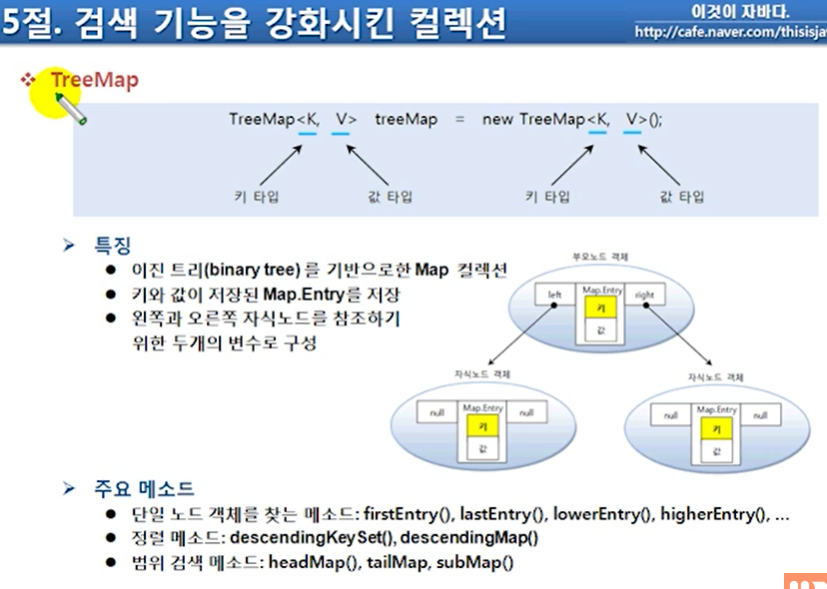 5절. 검색 기능을 강화시킨 컬렉션
이것이 자바다.
http://cafe.naver.com/thisisja
TreeMap
TreeMap<K, V> treeMap = new TreeMap<K, V>();
키 타입 값 타입 키 타입 값 타입
특징
이진 트리(binary tree) 를 기반으로한 Map 컬렉션
키와 값이 저장된 Map.Entry를 저장
왼쪽과 오른쪽 자식노드를 참조하기
위한 두개의 변수로 구성
부모노드 객체
left Map.Entry right
키
값
자식노드 객체
null Map.Entry null
키
값
자식노드 객체
null Map.Entry null
키
값
주요 메소드
단일 노드 객체를 찾는 메소드: firstEntry(), lastEntry(), lowerEntry(), higherEntry(), ...
정렬 메소드: descendingKeySet(), descendingMap()
범위 검색 메소드: headMap(), tailMap, subMap()